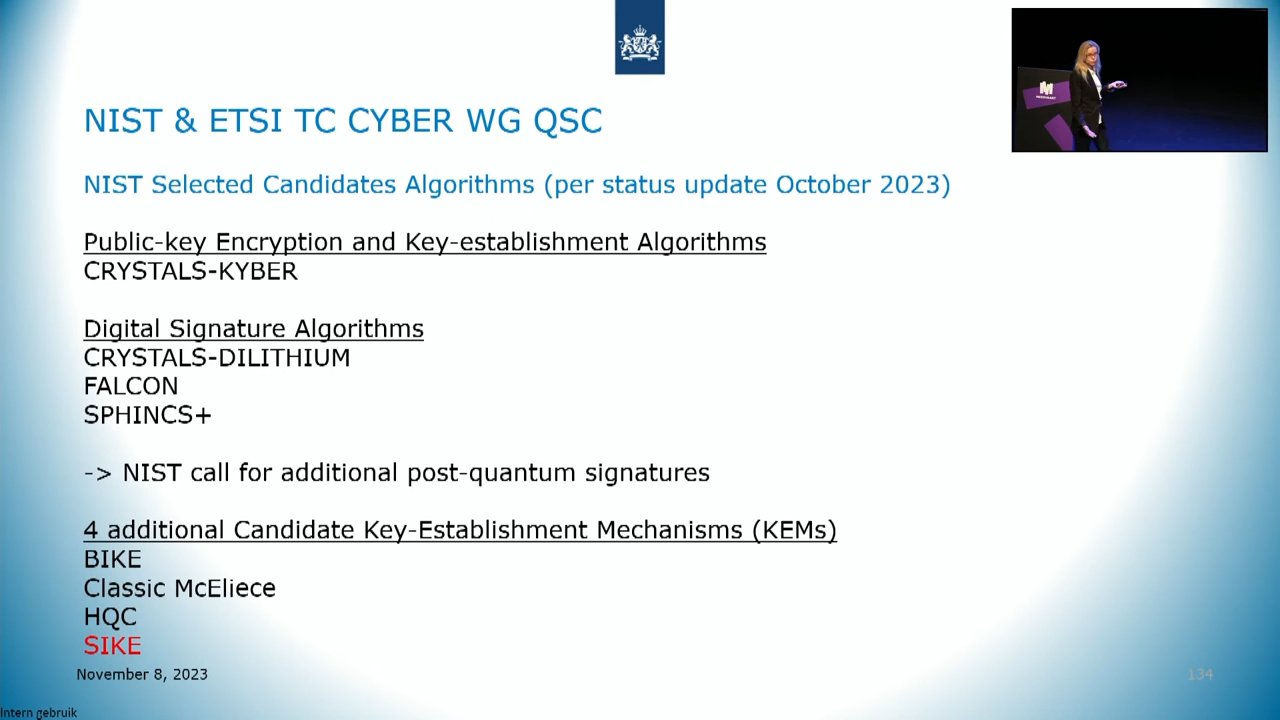 NIST & ETSI TC CYBER WG QSC
NIST Selected Candidates Algorithms (per status update October 2023)
Public-key Encryption and Key-establishment Algorithms
CRYSTALS-KYBER
Digital Signature Algorithms
CRYSTALS-DILITHIUM
FALCON
SPHINCS+
-> NIST call for additional post-quantum signatures
4 additional Candidate Key-Establishment Mechanisms (KEMs)
BIKE
Classic McEliece
HQC
SIKE
November 8, 2023
134
Intern gebruik